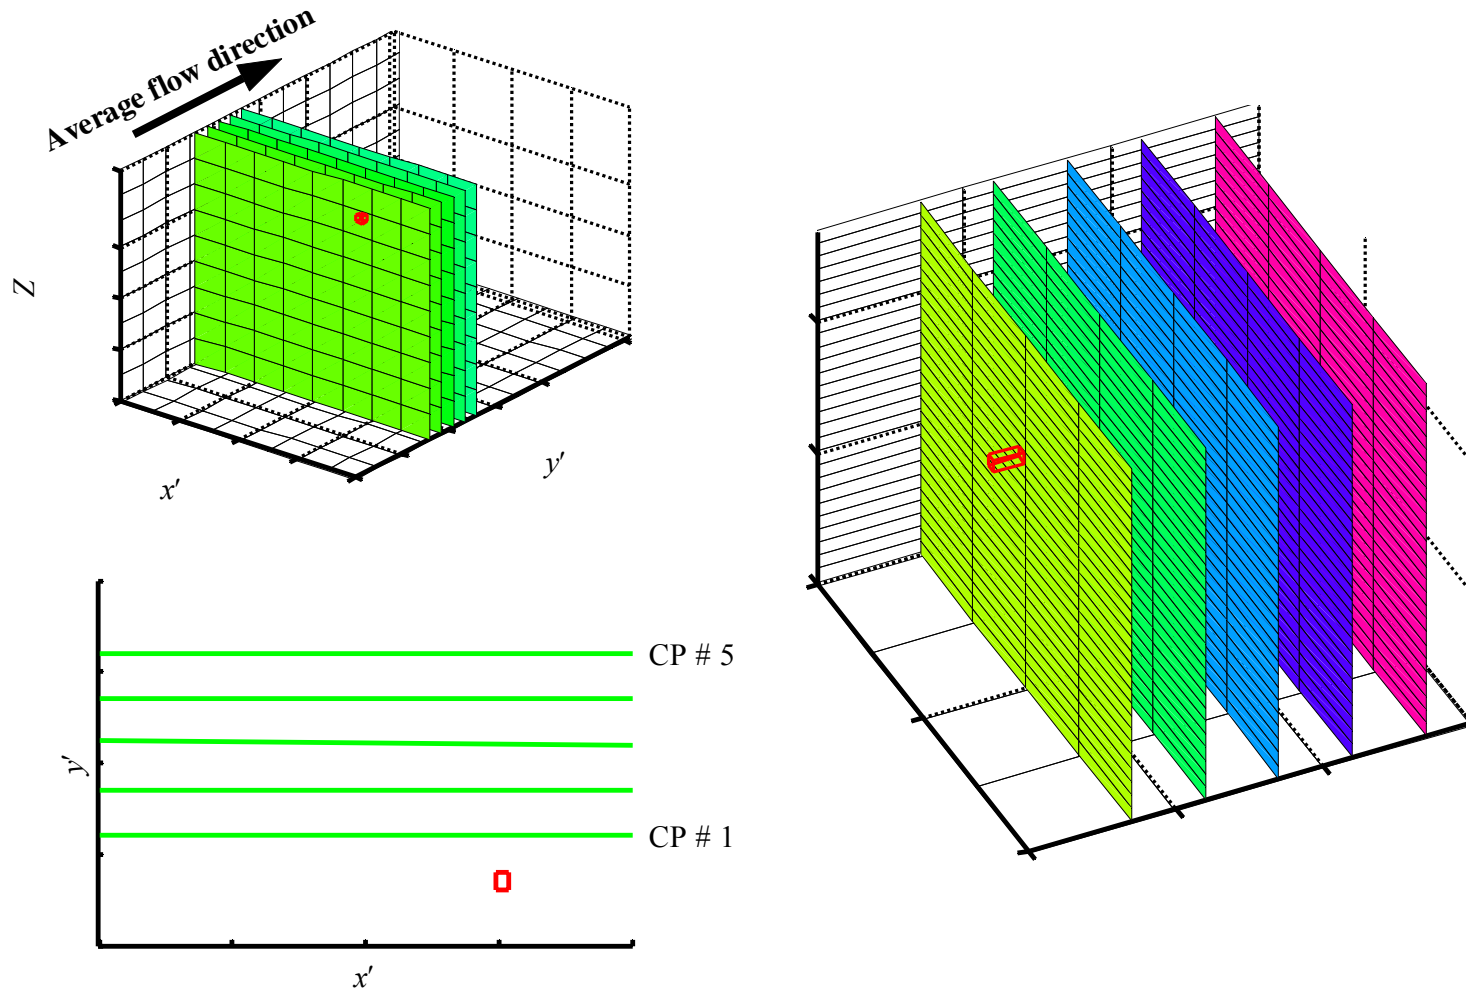 Average flow direction
Z
x′
y′
CP # 5
y′
CP # 1
x′